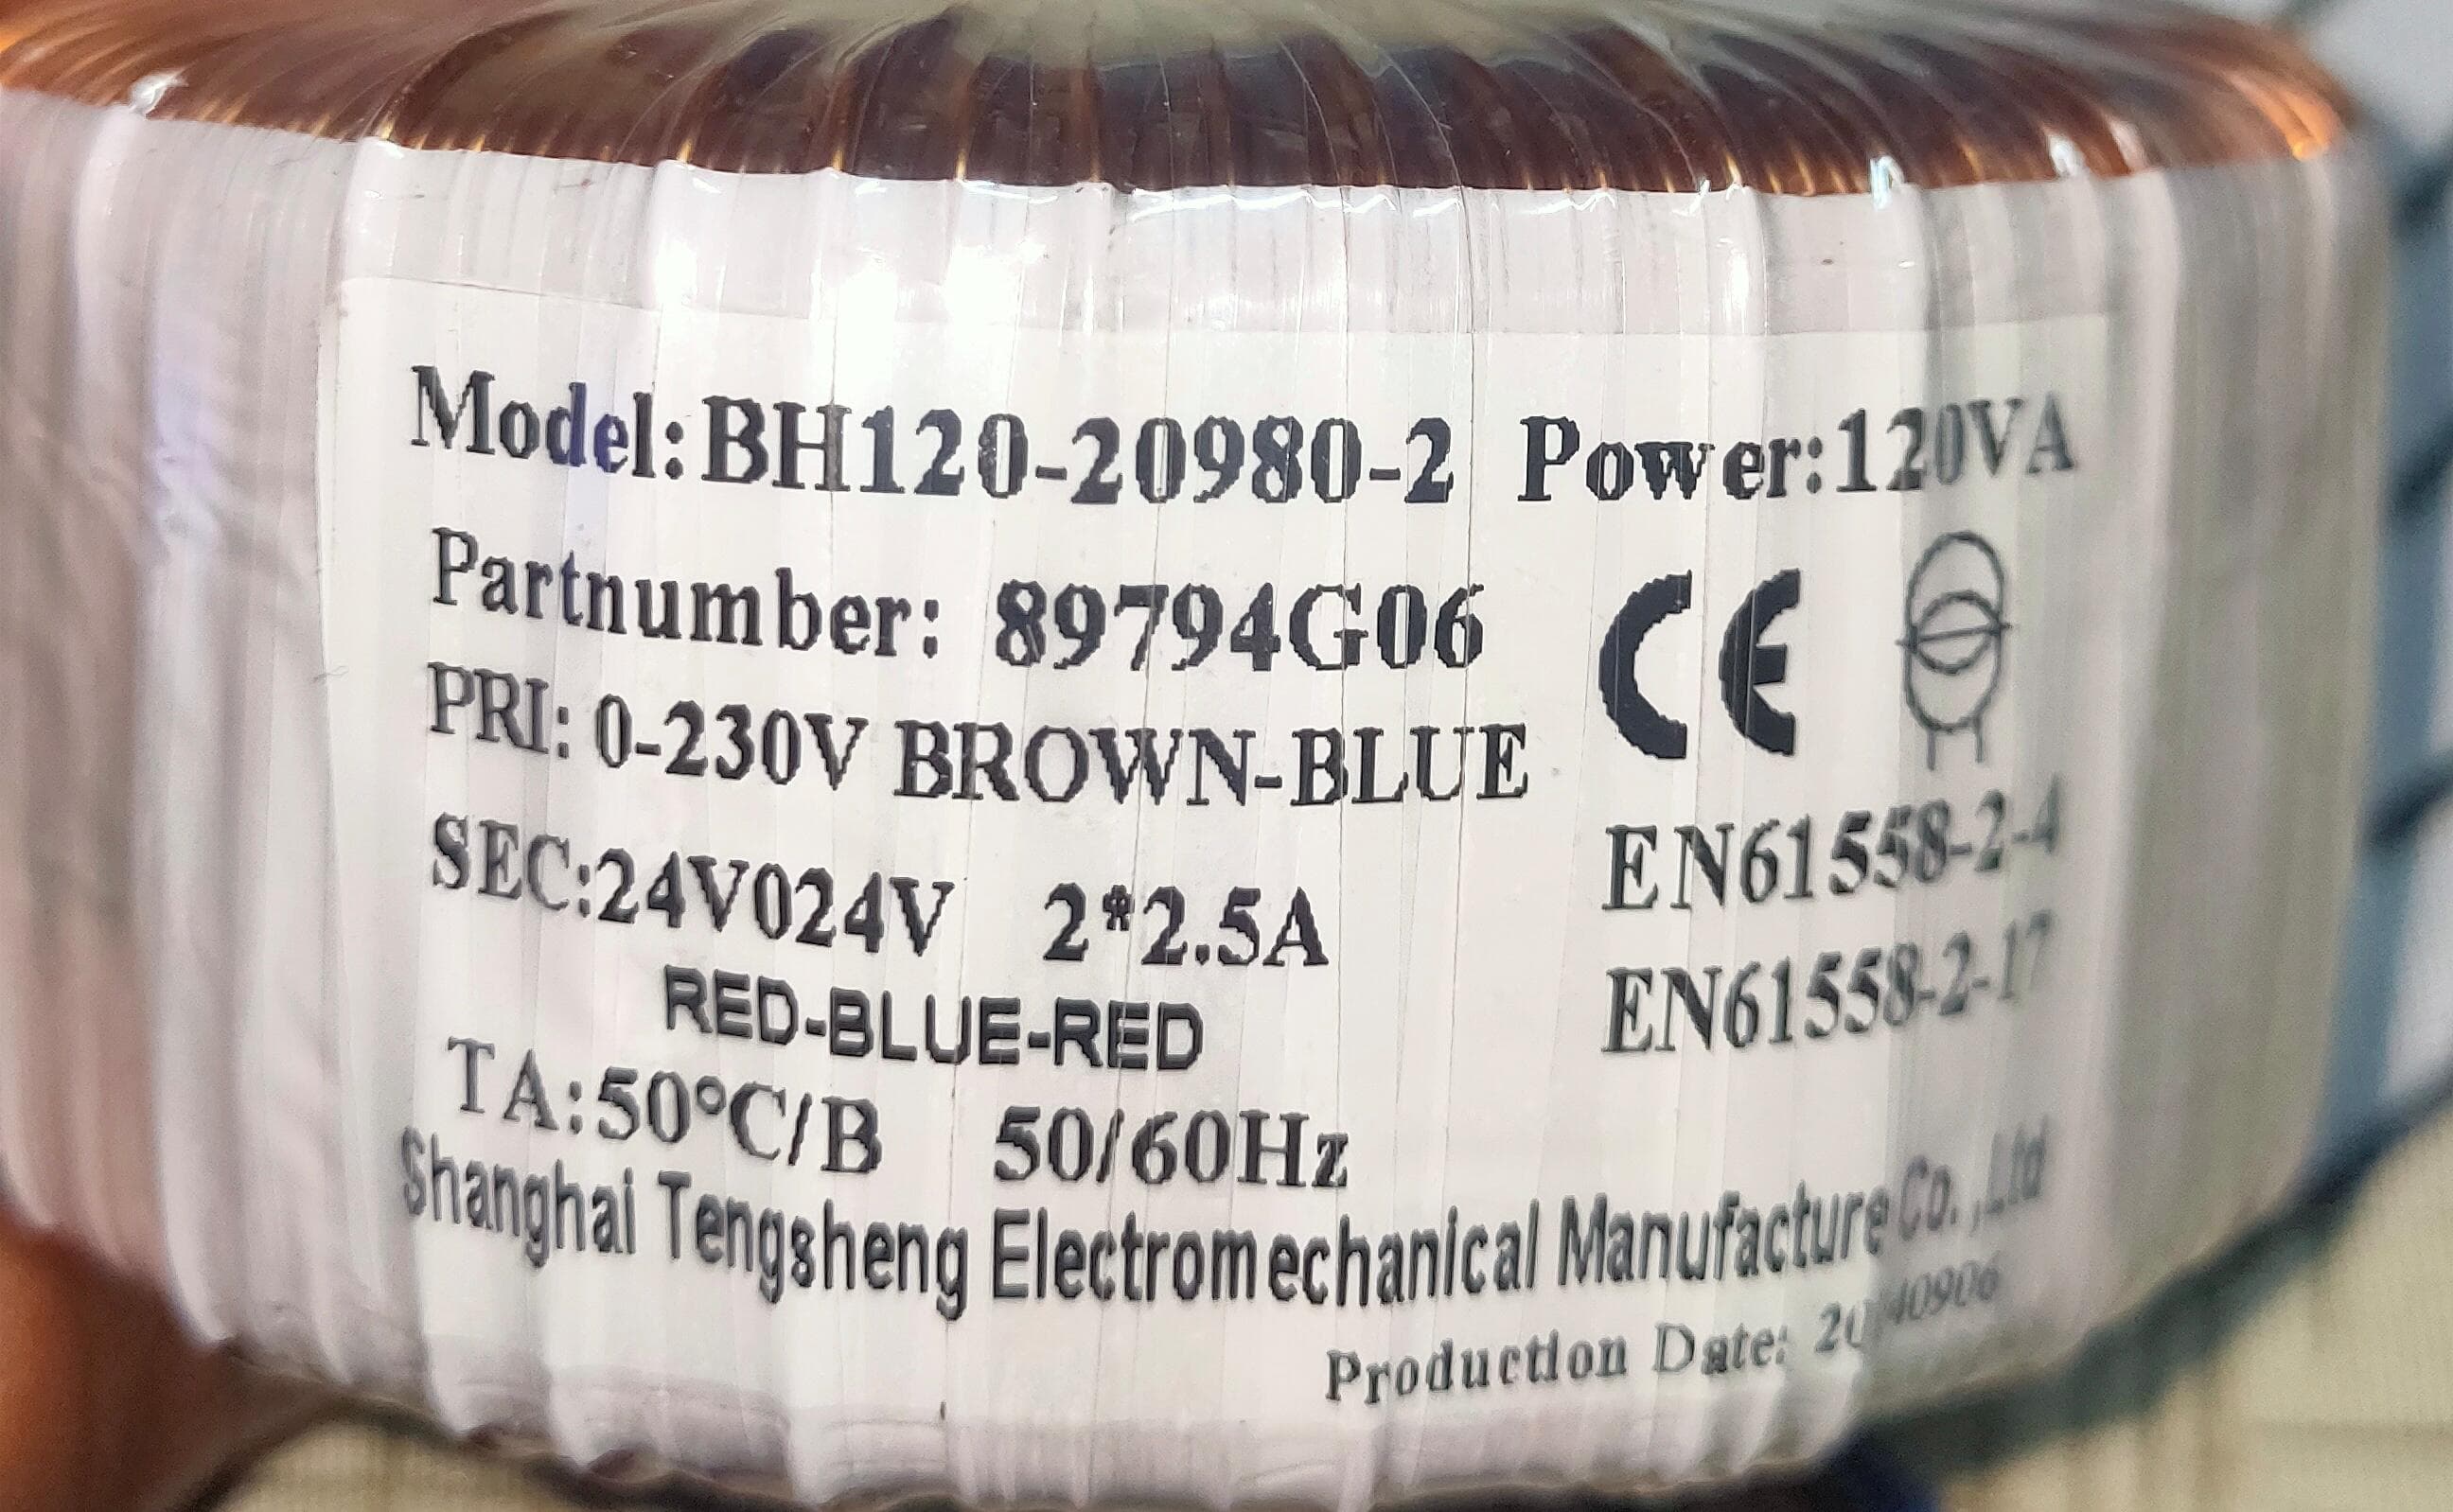 Model:BH120-20980-2 Power:120VA
Partnumber: 89794G06
CE
PRI: 0-230V BROWN-BLUE
SEC:24V024V 2*2.5A
EN61558-2-4
RED-BLUE-RED
EN61558-2-17
TA:50°C/B 50/60Hz
Shanghai Tengsheng Electromechanical Manufacture Co.,Ltd
Production Date: